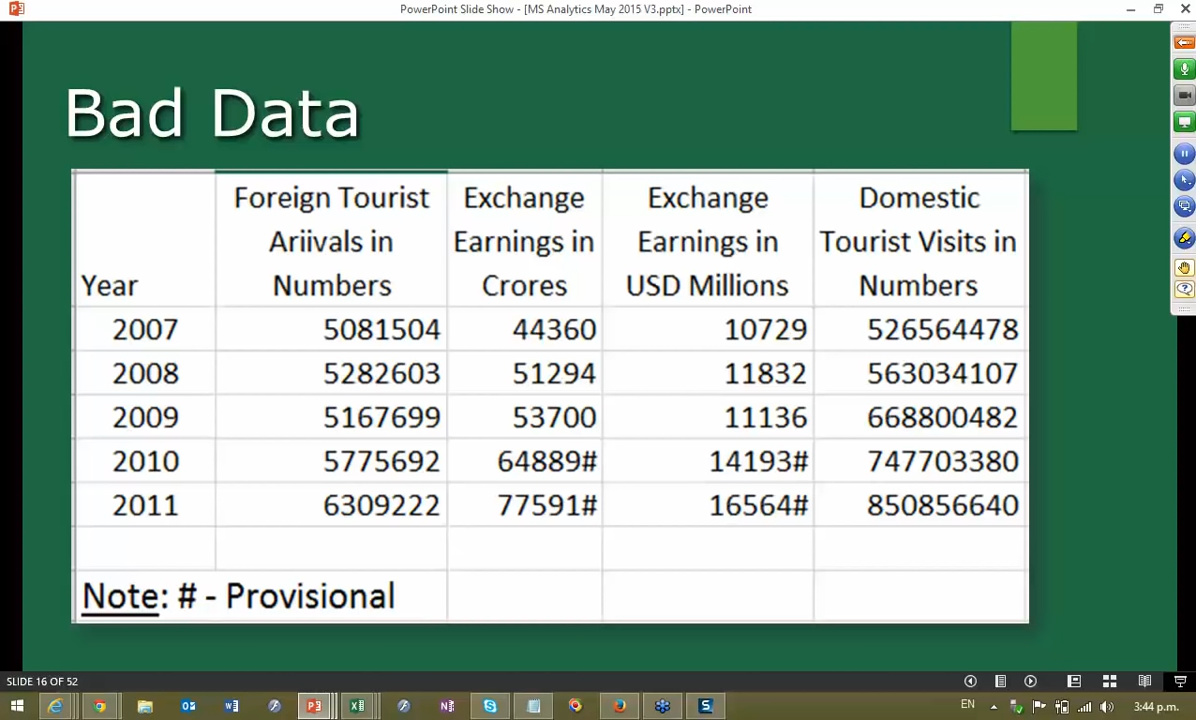 PowerPoint Slide Show - [MS Analytics May 2015 V3.pptx] - PowerPoint
Bad Data
Year
Foreign Tourist
Ariivals in
Numbers
Exchange
Earnings in
Crores
Exchange
Earnings in
USD Millions
Domestic
Tourist Visits in
Numbers
2007 5081504 44360 10729 526564478
2008 5282603 51294 11832 563034107
2009 5167699 53700 11136 668800482
2010 5775692 64889# 14193# 747703380
2011 6309222 77591# 16564# 850856640
Note: # - Provisional
SLIDE 16 OF 52
EN 3:44 p.m.